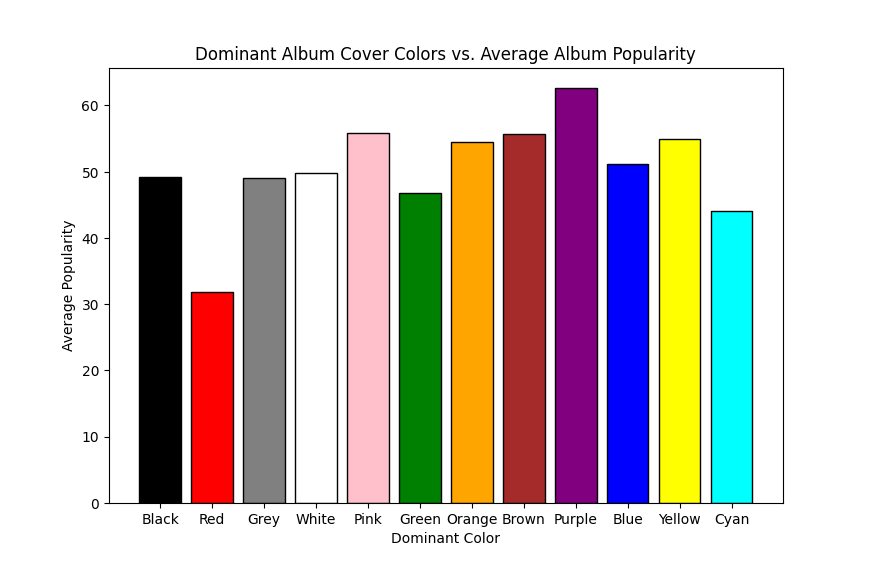 Dominant Album Cover Colors vs. Average Album Popularity
60
50
40
30
20
10
0
Average Popularity
Black Red Grey White Pink Green Orange Brown Purple Blue Yellow Cyan
Dominant Color